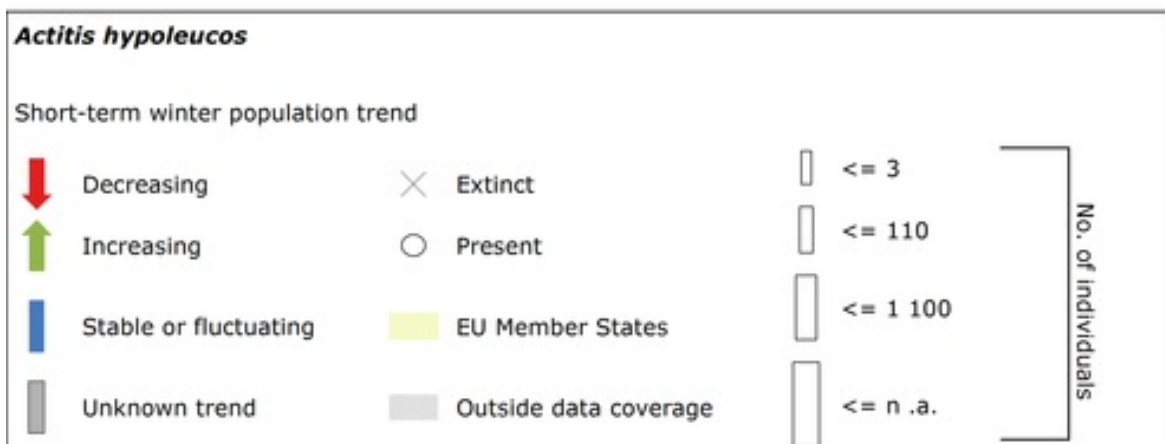 Actitis hypoleucos
Short-term winter population trend
Decreasing
Extinct
<= 3
Increasing
Present
<= 110
Stable or fluctuating
EU Member States
<= 1 100
Unknown trend
Outside data coverage
<= n .a.
No. of individuals